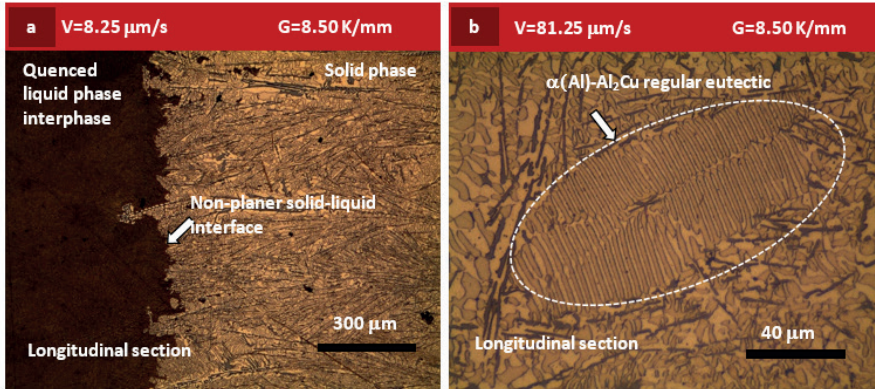 a V=8.25 μm/s G=8.50 K/mm
Quenced
liquid phase
interphase
Solid phase
Non-planer solid-liquid
interface
300 μm
Longitudinal section
b V=81.25 μm/s G=8.50 K/mm
α(Al)-Al₂Cu regular eutectic
Longitudinal section
40 μm